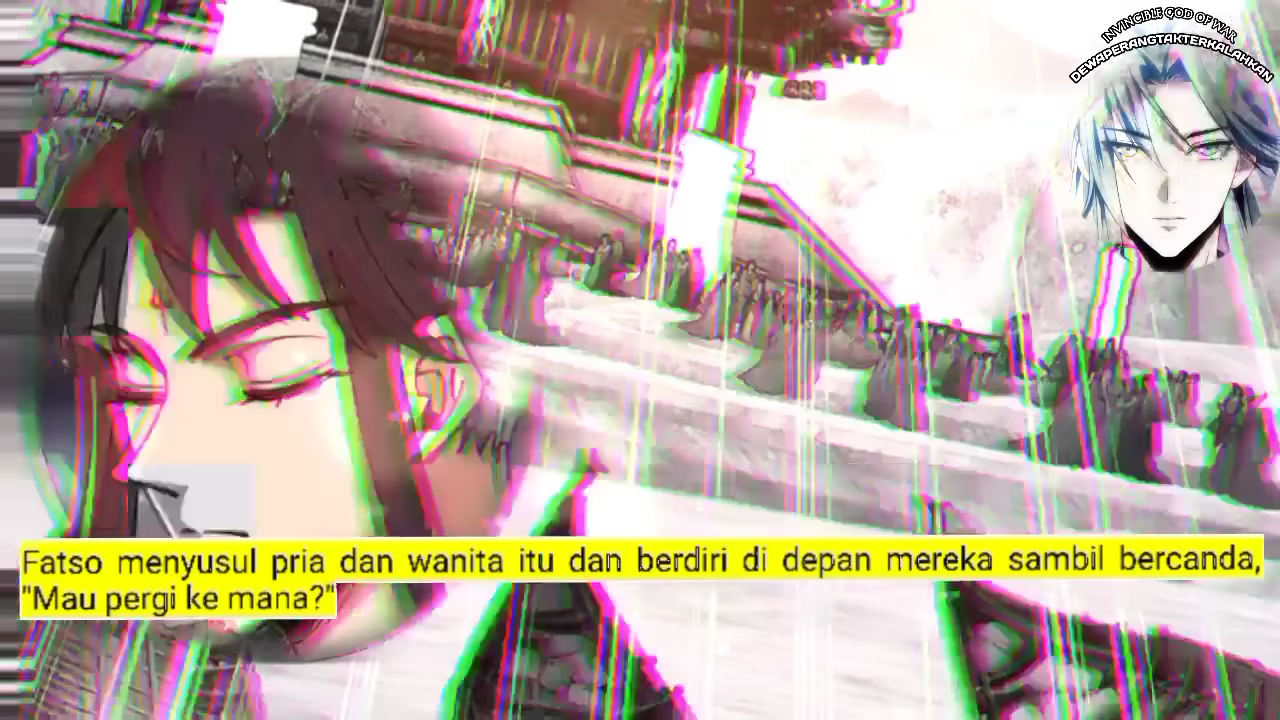 INVINCIBLE GOD OF WAR
DEWAPERANGTAKTERKALAHKAN
Fatso menyusul pria dan wanita itu dan berdiri di depan mereka sambil bercanda,
"Mau pergi ke mana?"